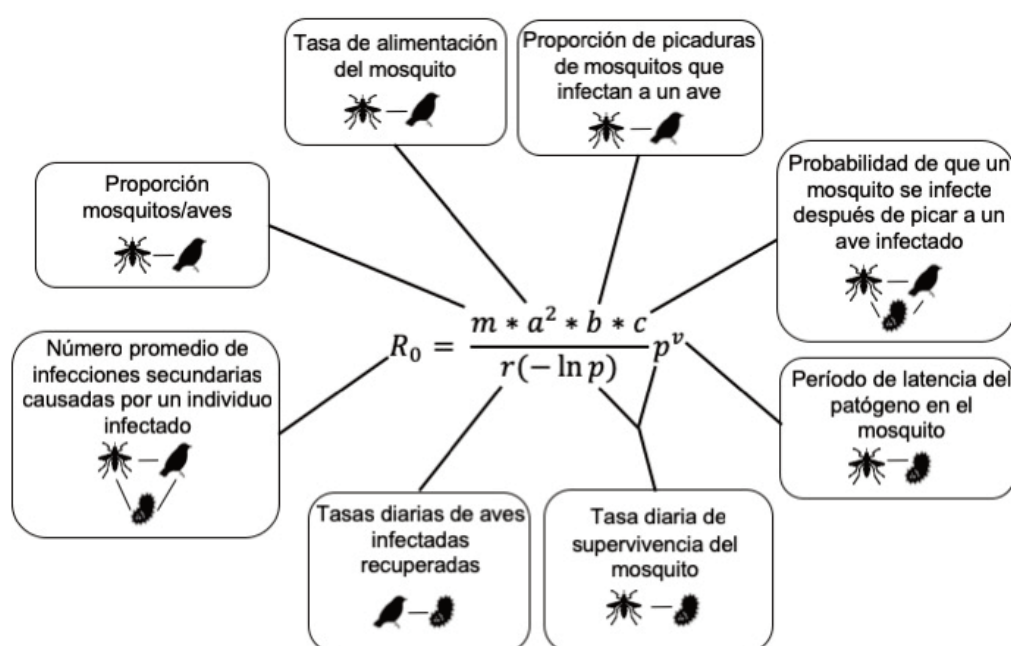 Tasa de alimentación
del mosquito
Proporción de picaduras
de mosquitos que
infectan a un ave
Proporción
mosquitos/aves
Probabilidad de que un
mosquito se infecte
después de picar a un
ave infectado
R₀ = m * a² * b * c / r(− ln p) pᵛ
Número promedio de
infecciones secundarias
causadas por un individuo
infectado
Período de latencia del
patógeno en el
mosquito
Tasas diarias de aves
infectadas
recuperadas
Tasa diaria de
supervivencia del
mosquito